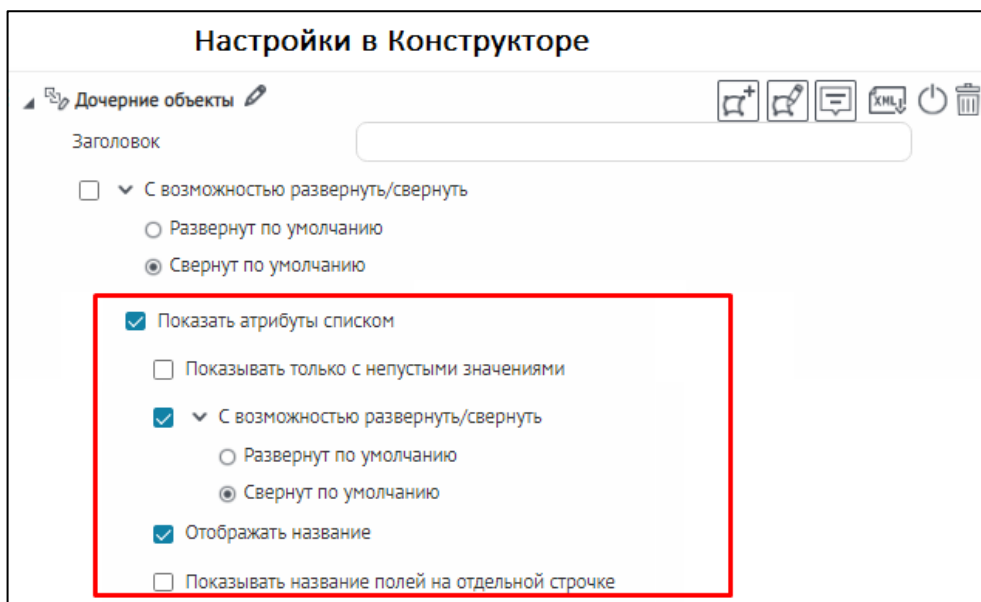 Настройки в Конструкторе
Дочерние объекты
XML
Заголовок
С возможностью развернуть/свернуть
Развернут по умолчанию
Свернут по умолчанию
Показать атрибуты списком
Показывать только с непустыми значениями
С возможностью развернуть/свернуть
Развернут по умолчанию
Свернут по умолчанию
Отображать название
Показывать название полей на отдельной строчке